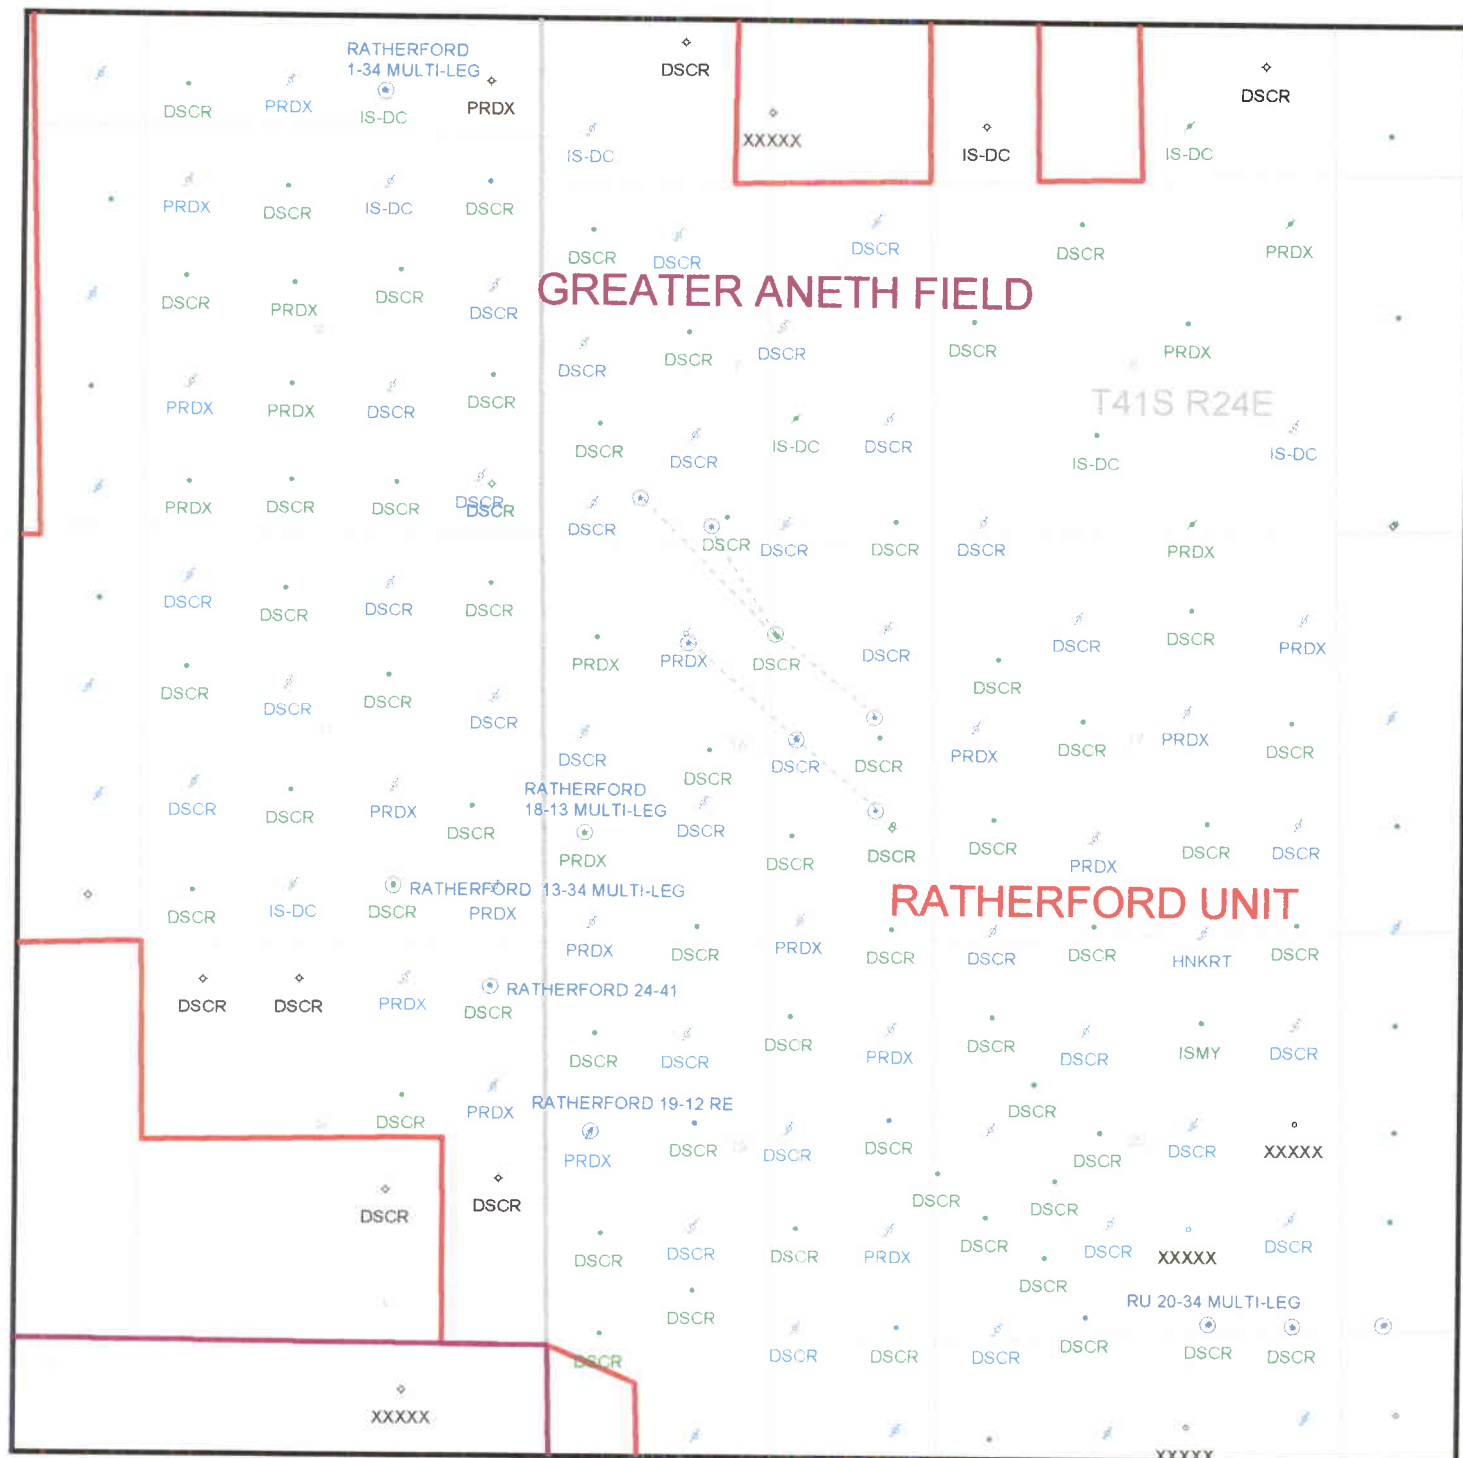 RATHERFORD
1-34 MULTI-LEG
DSCR
DSCR
DSCR
PRDX
IS-DC
PRDX
XXXXX
IS-DC
IS-DC
IS-DC
PRDX
DSCR
IS-DC
DSCR
DSCR
DSCR
DSCR
DSCR
PRDX
GREATER ANETH FIELD
DSCR
PRDX
DSCR
DSCR
DSCR
DSCR
DSCR
DSCR
PRDX
T41S R24E
PRDX
PRDX
DSCR
DSCR
DSCR
DSCR
IS-DC
DSCR
IS-DC
IS-DC
PRDX
DSCR
DSCR
DSCR
DSCR
DSCR
DSCR
DSCR
DSCR
DSCR
PRDX
DSCR
DSCR
DSCR
DSCR
PRDX
PRDX
DSCR
DSCR
DSCR
DSCR
DSCR
PRDX
DSCR
DSCR
DSCR
DSCR
DSCR
DSCR
DSCR
DSCR
PRDX
DSCR
PRDX
DSCR
RATHERFORD
18-13 MULTI-LEG
DSCR
DSCR
PRDX
DSCR
PRDX
DSCR
DSCR
DSCR
DSCR
PRDX
DSCR
DSCR
RATHERFORD 13-34 MULTI-LEG
RATHERFORD UNIT
DSCR
IS-DC
DSCR
PRDX
PRDX
DSCR
PRDX
DSCR
DSCR
DSCR
HNKRT
DSCR
RATHERFORD 24-41
DSCR
DSCR
PRDX
DSCR
DSCR
DSCR
DSCR
PRDX
DSCR
DSCR
ISMY
DSCR
RATHERFORD 19-12 RE
DSCR
PRDX
DSCR
PRDX
DSCR
DSCR
DSCR
DSCR
DSCR
XXXXX
DSCR
DSCR
DSCR
DSCR
DSCR
DSCR
DSCR
PRDX
DSCR
DSCR
XXXXX
DSCR
DSCR
DSCR
RU 20-34 MULTI-LEG
DSCR
DSCR
DSCR
DSCR
DSCR
DSCR
DSCR
XXXXX
XXXXX